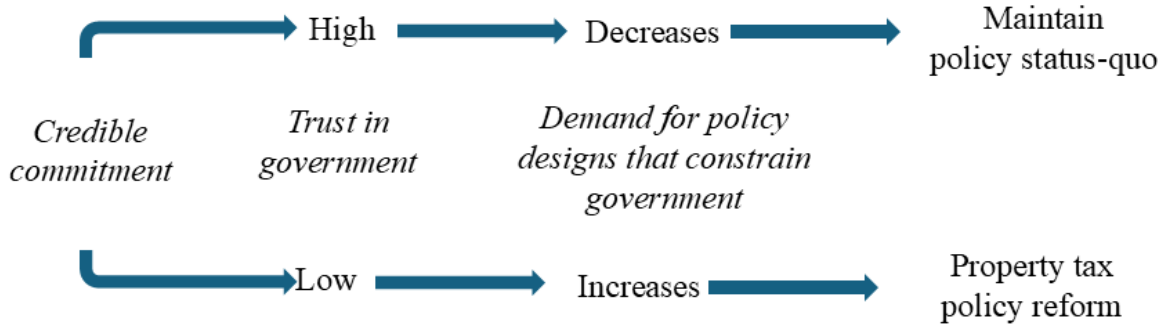 High
Decreases
Maintain
policy status-quo
Credible
commitment
Trust in
government
Demand for policy
designs that constrain
government
Low
Increases
Property tax
policy reform